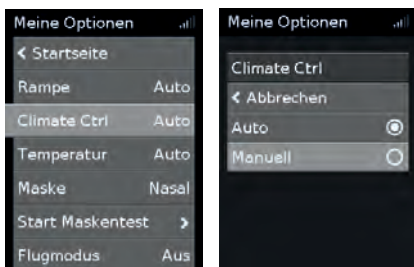 Meine Optionen
< Startseite
Rampe Auto
Climate Ctrl Auto
Temperatur Auto
Maske Nasal
Start Maskentest >
Flugmodus Aus
Meine Optionen
Climate Ctrl
< Abbrechen
Auto
Manuell